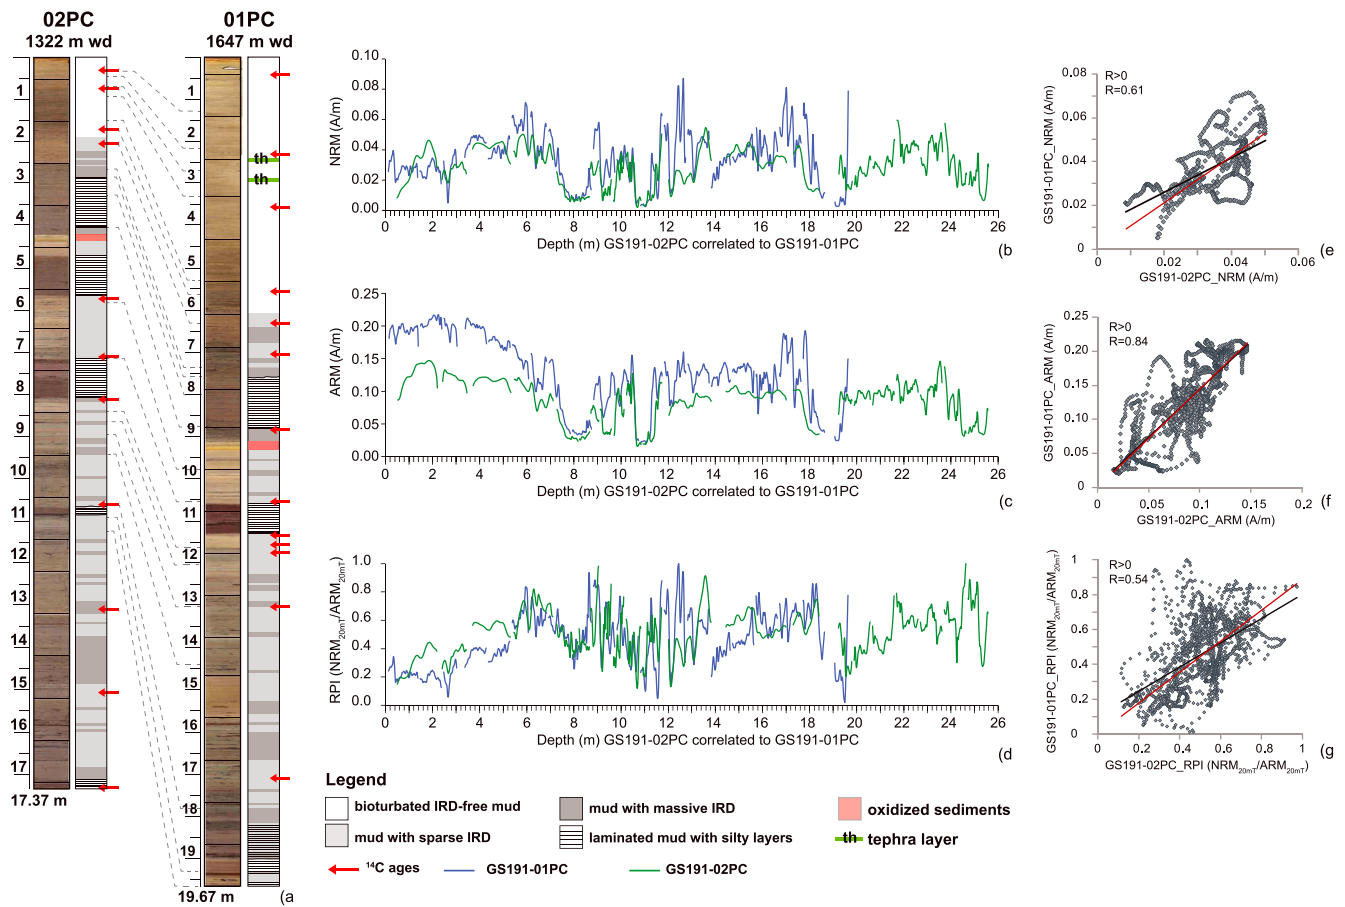 02PC
1322 m wd
1
2
3
4
5
6
7
8
9
10
11
12
13
14
15
16
17
17.37 m
01PC
1647 m wd
1
2
3
4
5
6
7
8
9
10
11
12
13
14
15
16
17
18
19
19.67 m
th
th
(a
NRM (A/m)
0.10
0.08
0.06
0.04
0.02
0.00
0 2 4 6 8 10 12 14 16 18 20 22 24 26
Depth (m) GS191-02PC correlated to GS191-01PC
(b
ARM (A/m)
0.25
0.20
0.15
0.10
0.05
0.00
0 2 4 6 8 10 12 14 16 18 20 22 24 26
Depth (m) GS191-02PC correlated to GS191-01PC
(c
RPI (NRM20mT/ARM20mT)
1.0
0.8
0.6
0.4
0.2
0.0
0 2 4 6 8 10 12 14 16 18 20 22 24 26
Depth (m) GS191-02PC correlated to GS191-01PC
(d
GS191-01PC_NRM (A/m)
0.08
0.06
0.04
0.02
0
R>0
R=0.61
0 0.02 0.04 0.06
GS191-02PC_NRM (A/m)
(e
GS191-01PC_ARM (A/m)
0.25
0.20
0.15
0.10
0.05
0
R>0
R=0.84
0 0.05 0.1 0.15 0.2
GS191-02PC_ARM (A/m)
(f
GS191-01PC_RPI (NRM20mT/ARM20mT)
1
0.8
0.6
0.4
0.2
0
R>0
R=0.54
0 0.2 0.4 0.6 0.8 1
GS191-02PC_RPI (NRM20mT/ARM20mT)
(g
Legend
bioturbated IRD-free mud
mud with massive IRD
oxidized sediments
mud with sparse IRD
laminated mud with silty layers
th tephra layer
14C ages
GS191-01PC
GS191-02PC